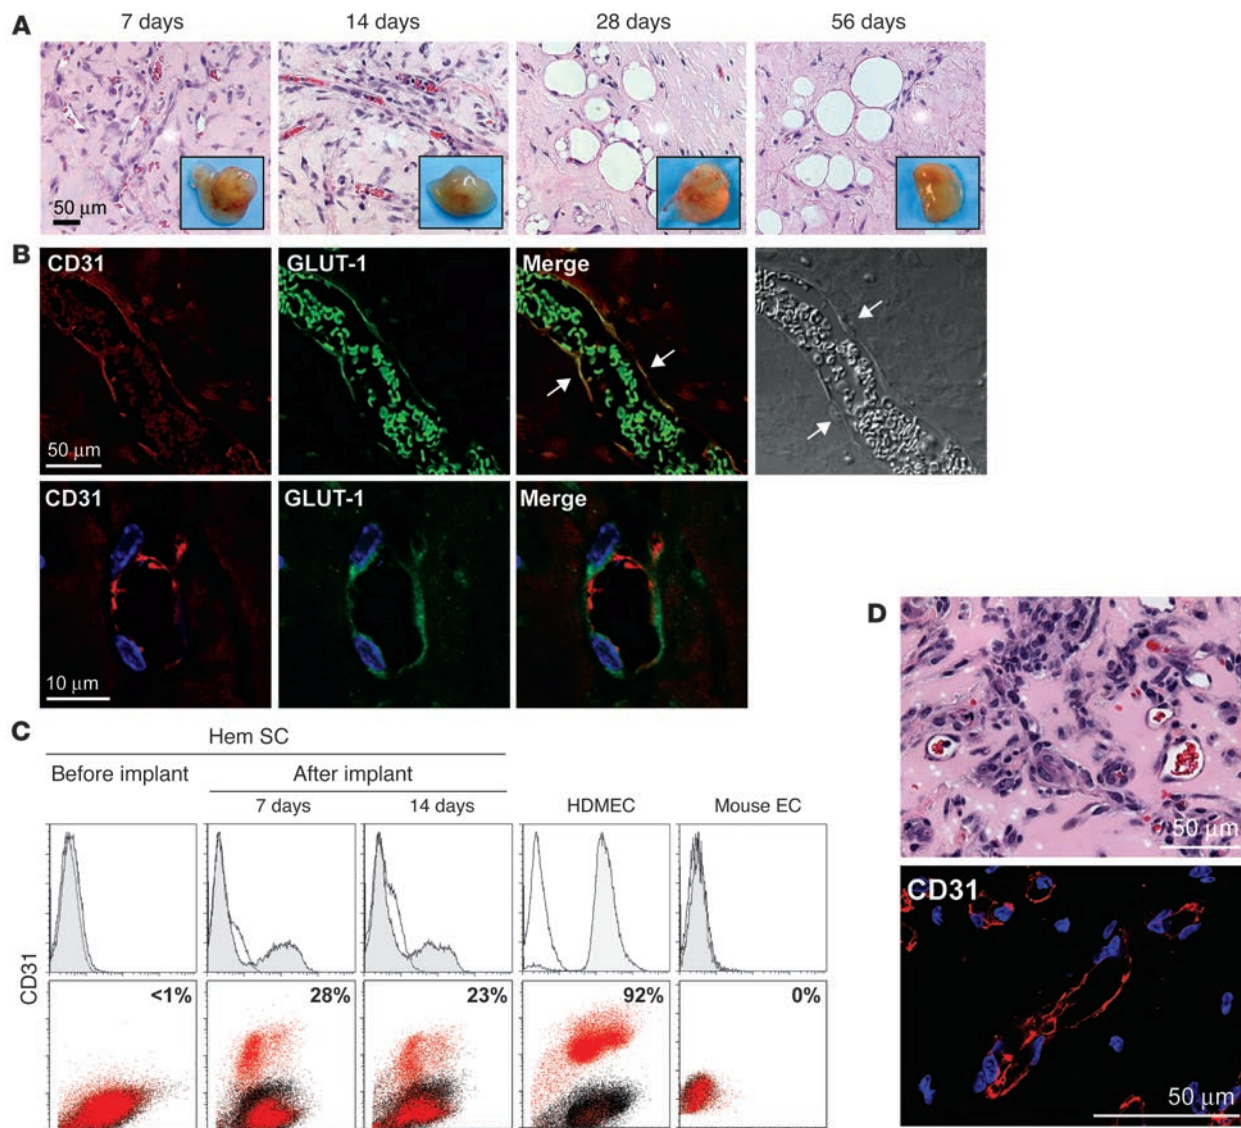 A
7 days 14 days 28 days 56 days
50 μm
B
CD31 GLUT-1 Merge
50 μm
CD31 GLUT-1 Merge
10 μm
C
Hem SC
Before implant After implant
7 days 14 days HDMEC Mouse EC
CD31
<1% 28% 23% 92% 0%
D
50 μm
CD31
50 μm